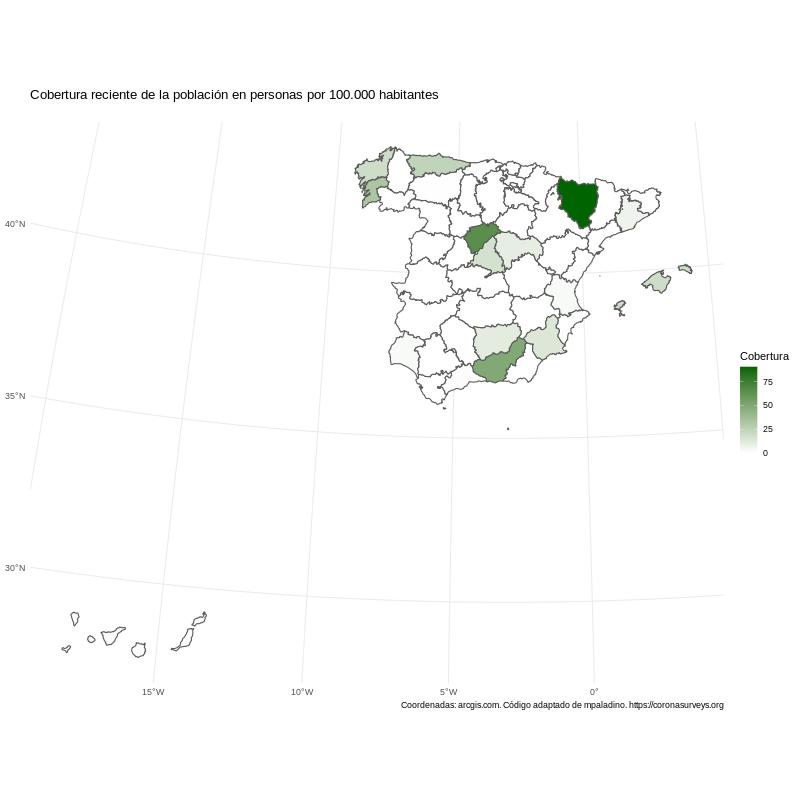 Cobertura reciente de la población en personas por 100.000 habitantes
40°N
35°N
30°N
15°W
10°W
5°W
0°
Cobertura
75
50
25
0
Coordenadas: arcgis.com. Código adaptado de mpaladino. https://coronasurveys.org